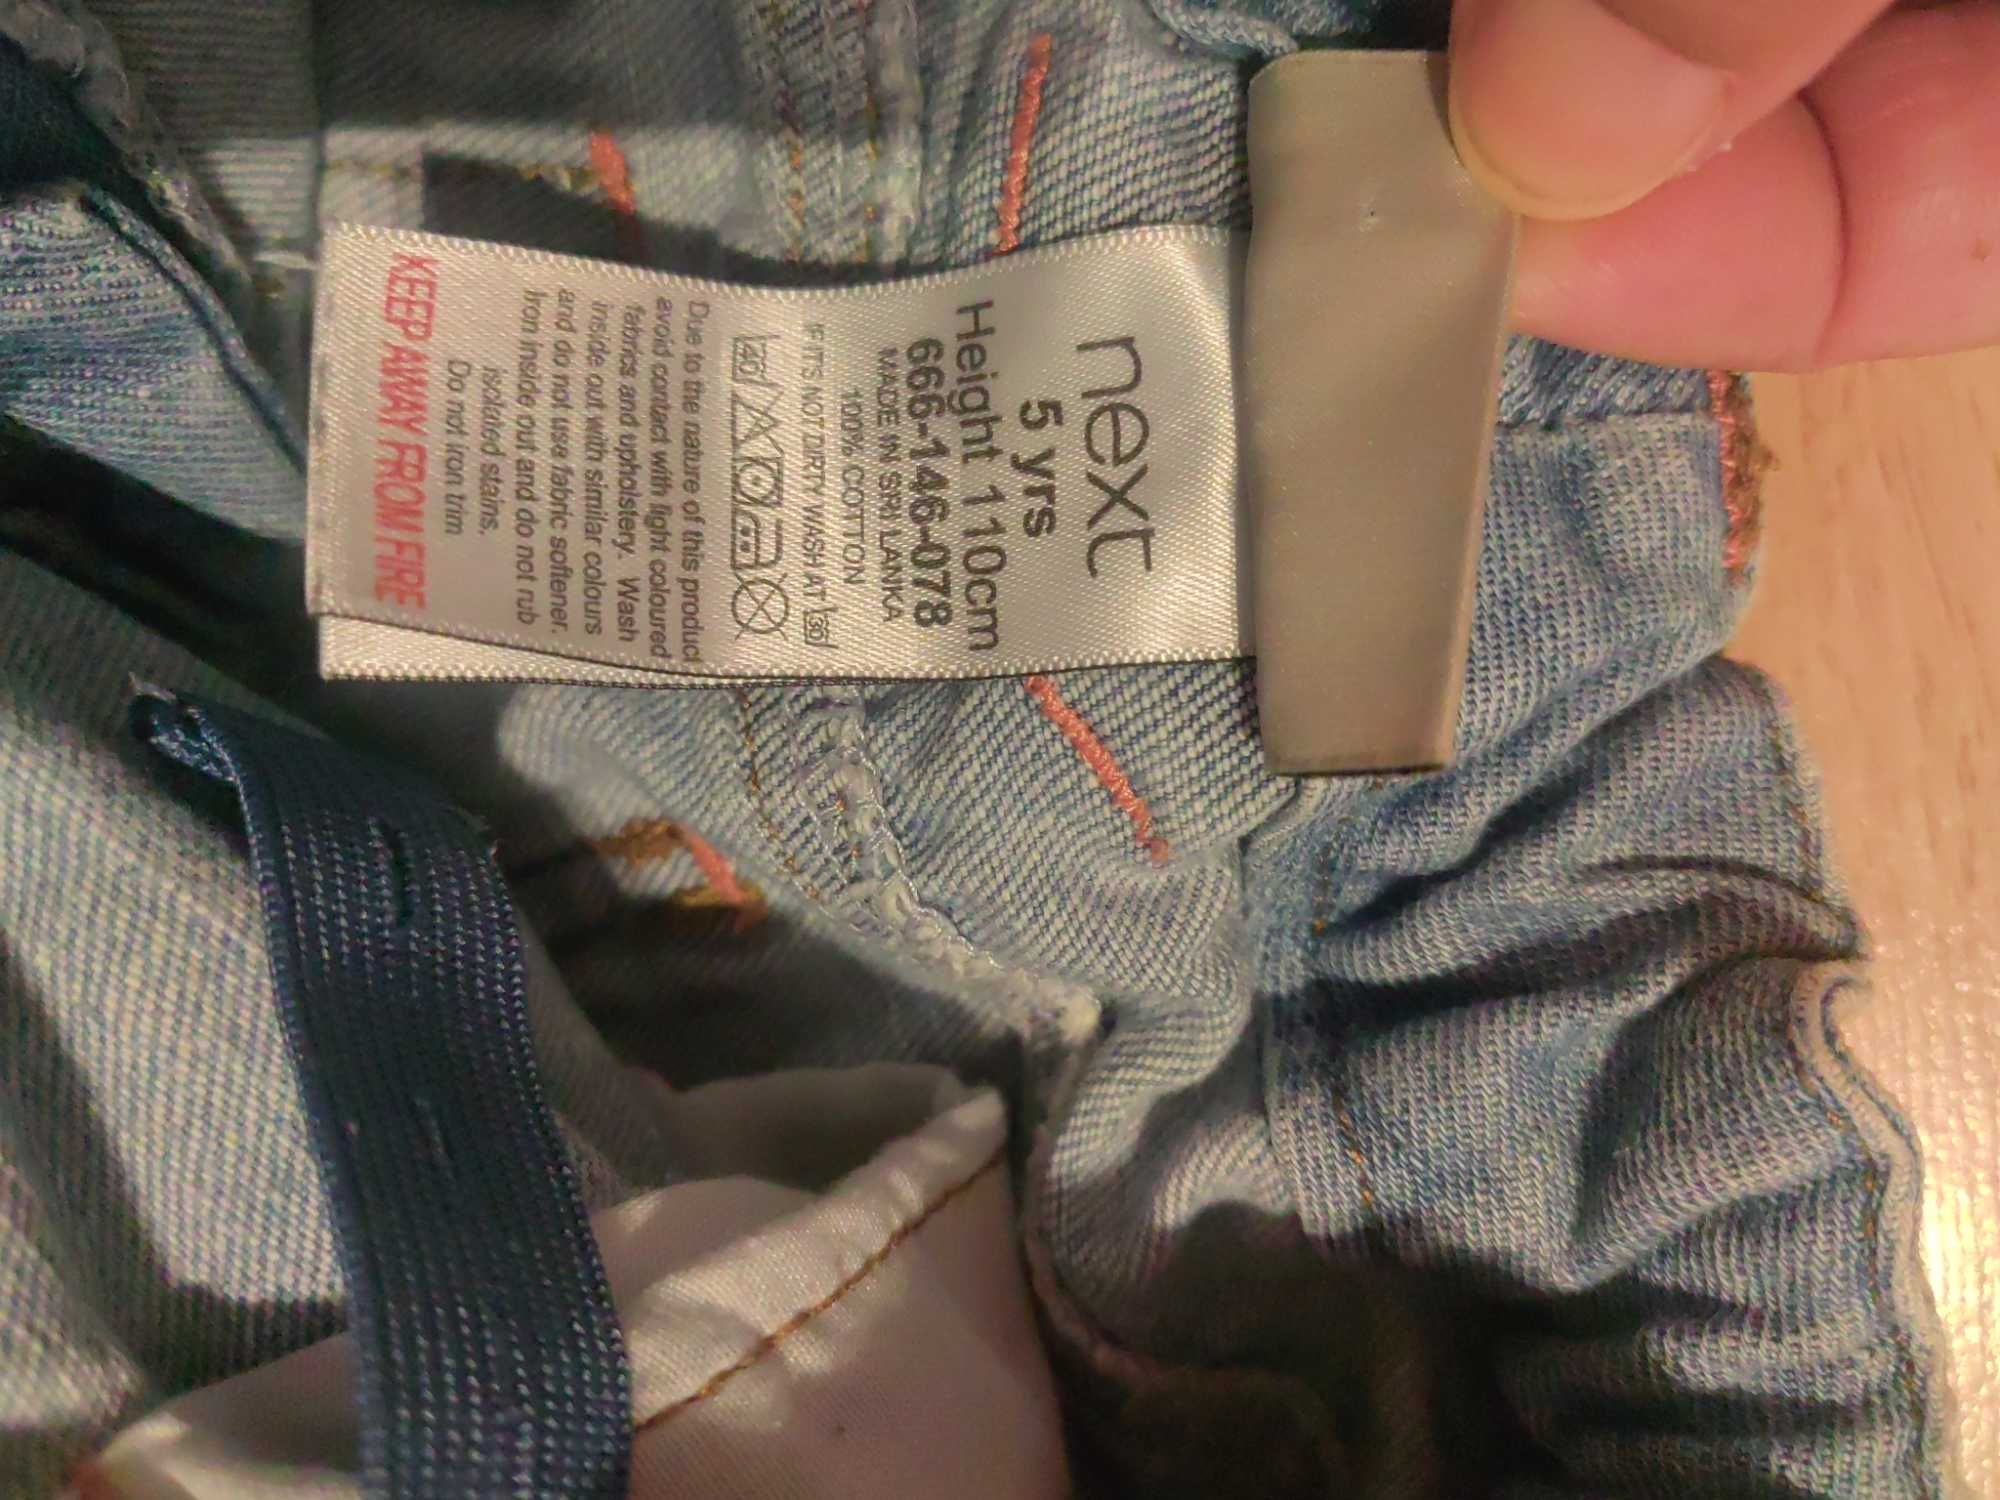 next
5 yrs
Height 110cm
666-146-078
MADE IN SRI LANKA
100% COTTON
IF IT'S NOT DIRTY WASH AT 30
40
Due to the nature of this product
avoid contact with light coloured
fabrics and upholstery. Wash
inside out with similar colours
and do not use fabric softener.
Iron inside out and do not rub
isolated stains.
Do not iron trim
KEEP AWAY FROM FIRE